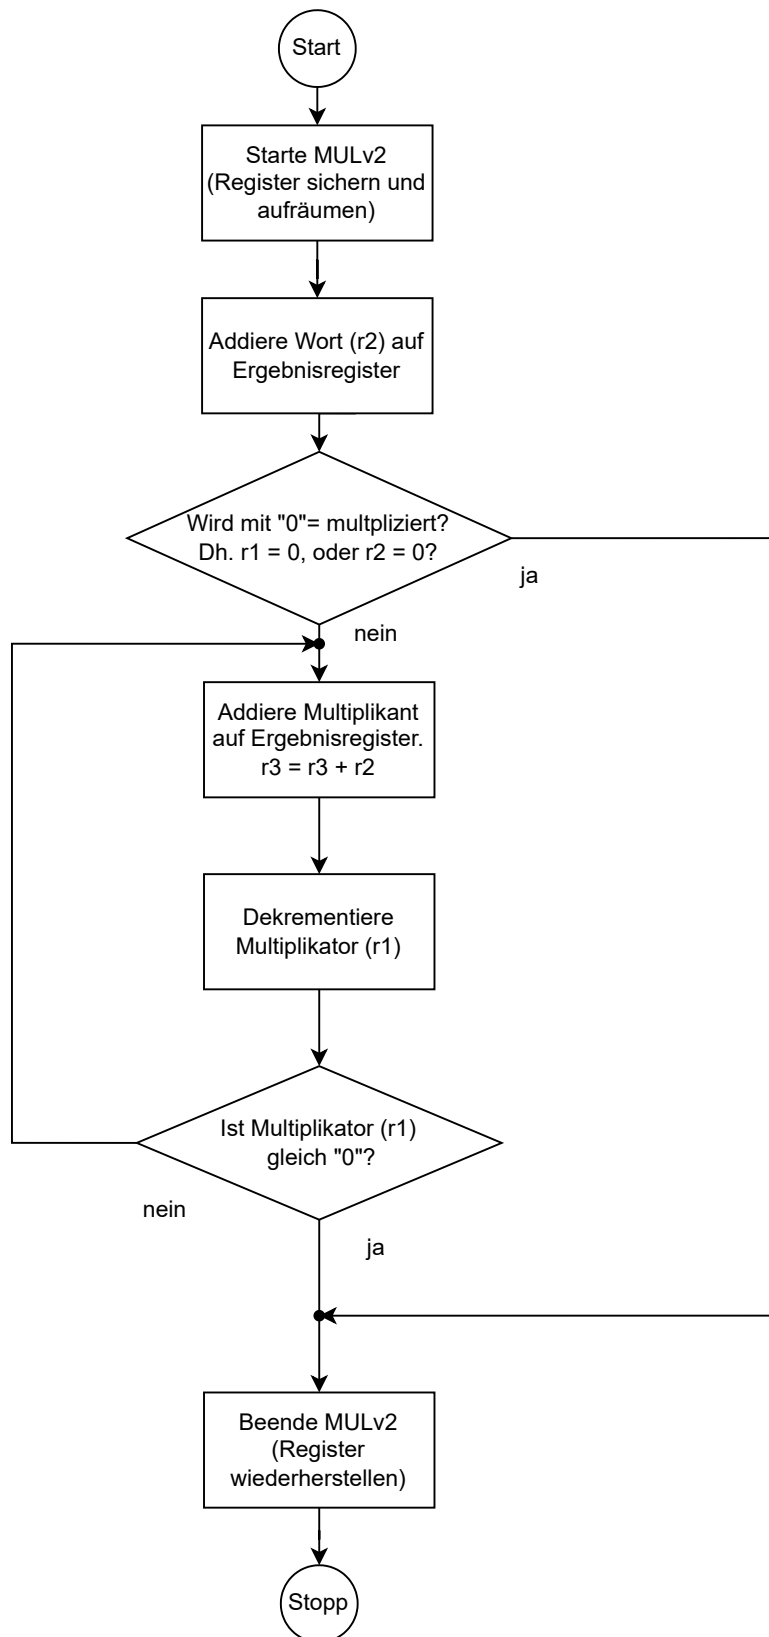 Start
Starte MULv2
(Register sichern und
aufräumen)
Addiere Wort (r2) auf
Ergebnisregister
Wird mit "0"= multpliziert?
Dh. r1 = 0, oder r2 = 0?
ja
nein
Addiere Multiplikant
auf Ergebnisregister.
r3 = r3 + r2
Dekrementiere
Multiplikator (r1)
Ist Multiplikator (r1)
gleich "0"?
nein
ja
Beende MULv2
(Register
wiederherstellen)
Stopp